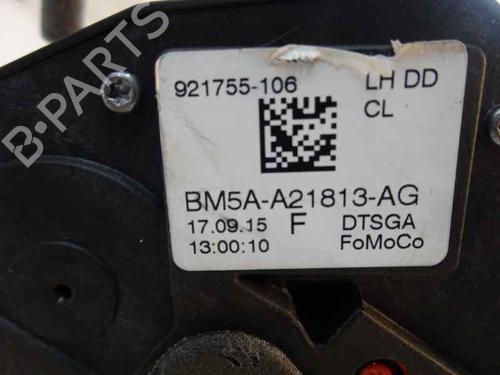 B-PARTS
921755-106 LH DD
CL
BM5A-A21813-AG
17.09.15 F DTSGA
13:00:10 FoMoCo